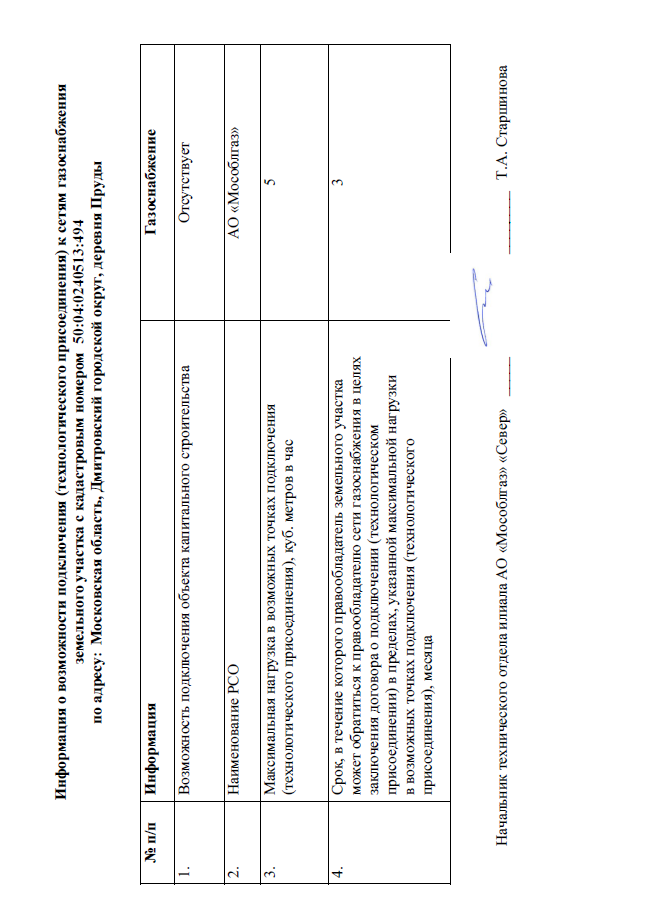 Информация о возможности подключения (технологического присоединения) к сетям газоснабжения
земельного участка с кадастровым номером 50:04:0240513:494
по адресу: Московская область, Дмитровский городской округ, деревня Пруды
№ п/п Информация Газоснабжение
1. Возможность подключения объекта капитального строительства Отсутствует
2. Наименование РСО АО «Мособлгаз»
3. Максимальная нагрузка в возможных точках подключения 5
(технологического присоединения), куб. метров в час
4. Срок, в течение которого правообладатель земельного участка 3
может обратиться к правообладателю сети газоснабжения в целях
заключения договора о подключении (технологическом
присоединении) в пределах, указанной максимальной нагрузки
в возможных точках подключения (технологического
присоединения), месяца
Начальник технического отдела илиала АО «Мособлгаз» «Север» Т.А. Старшинова